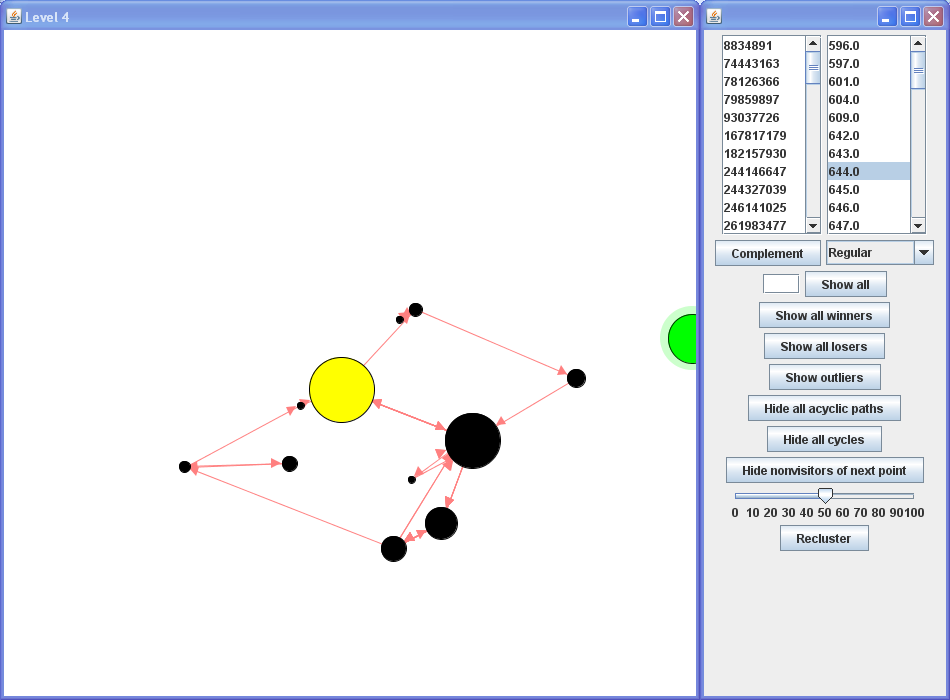 Level 4
8834891
74443163
78126366
79859897
93037726
167817179
182157930
244146647
244327039
246141025
261983477
596.0
597.0
601.0
604.0
609.0
642.0
643.0
644.0
645.0
646.0
647.0
Complement
Regular
Show all
Show all winners
Show all losers
Show outliers
Hide all acyclic paths
Hide all cycles
Hide nonvisitors of next point
0 10 20 30 40 50 60 70 80 90100
Recluster